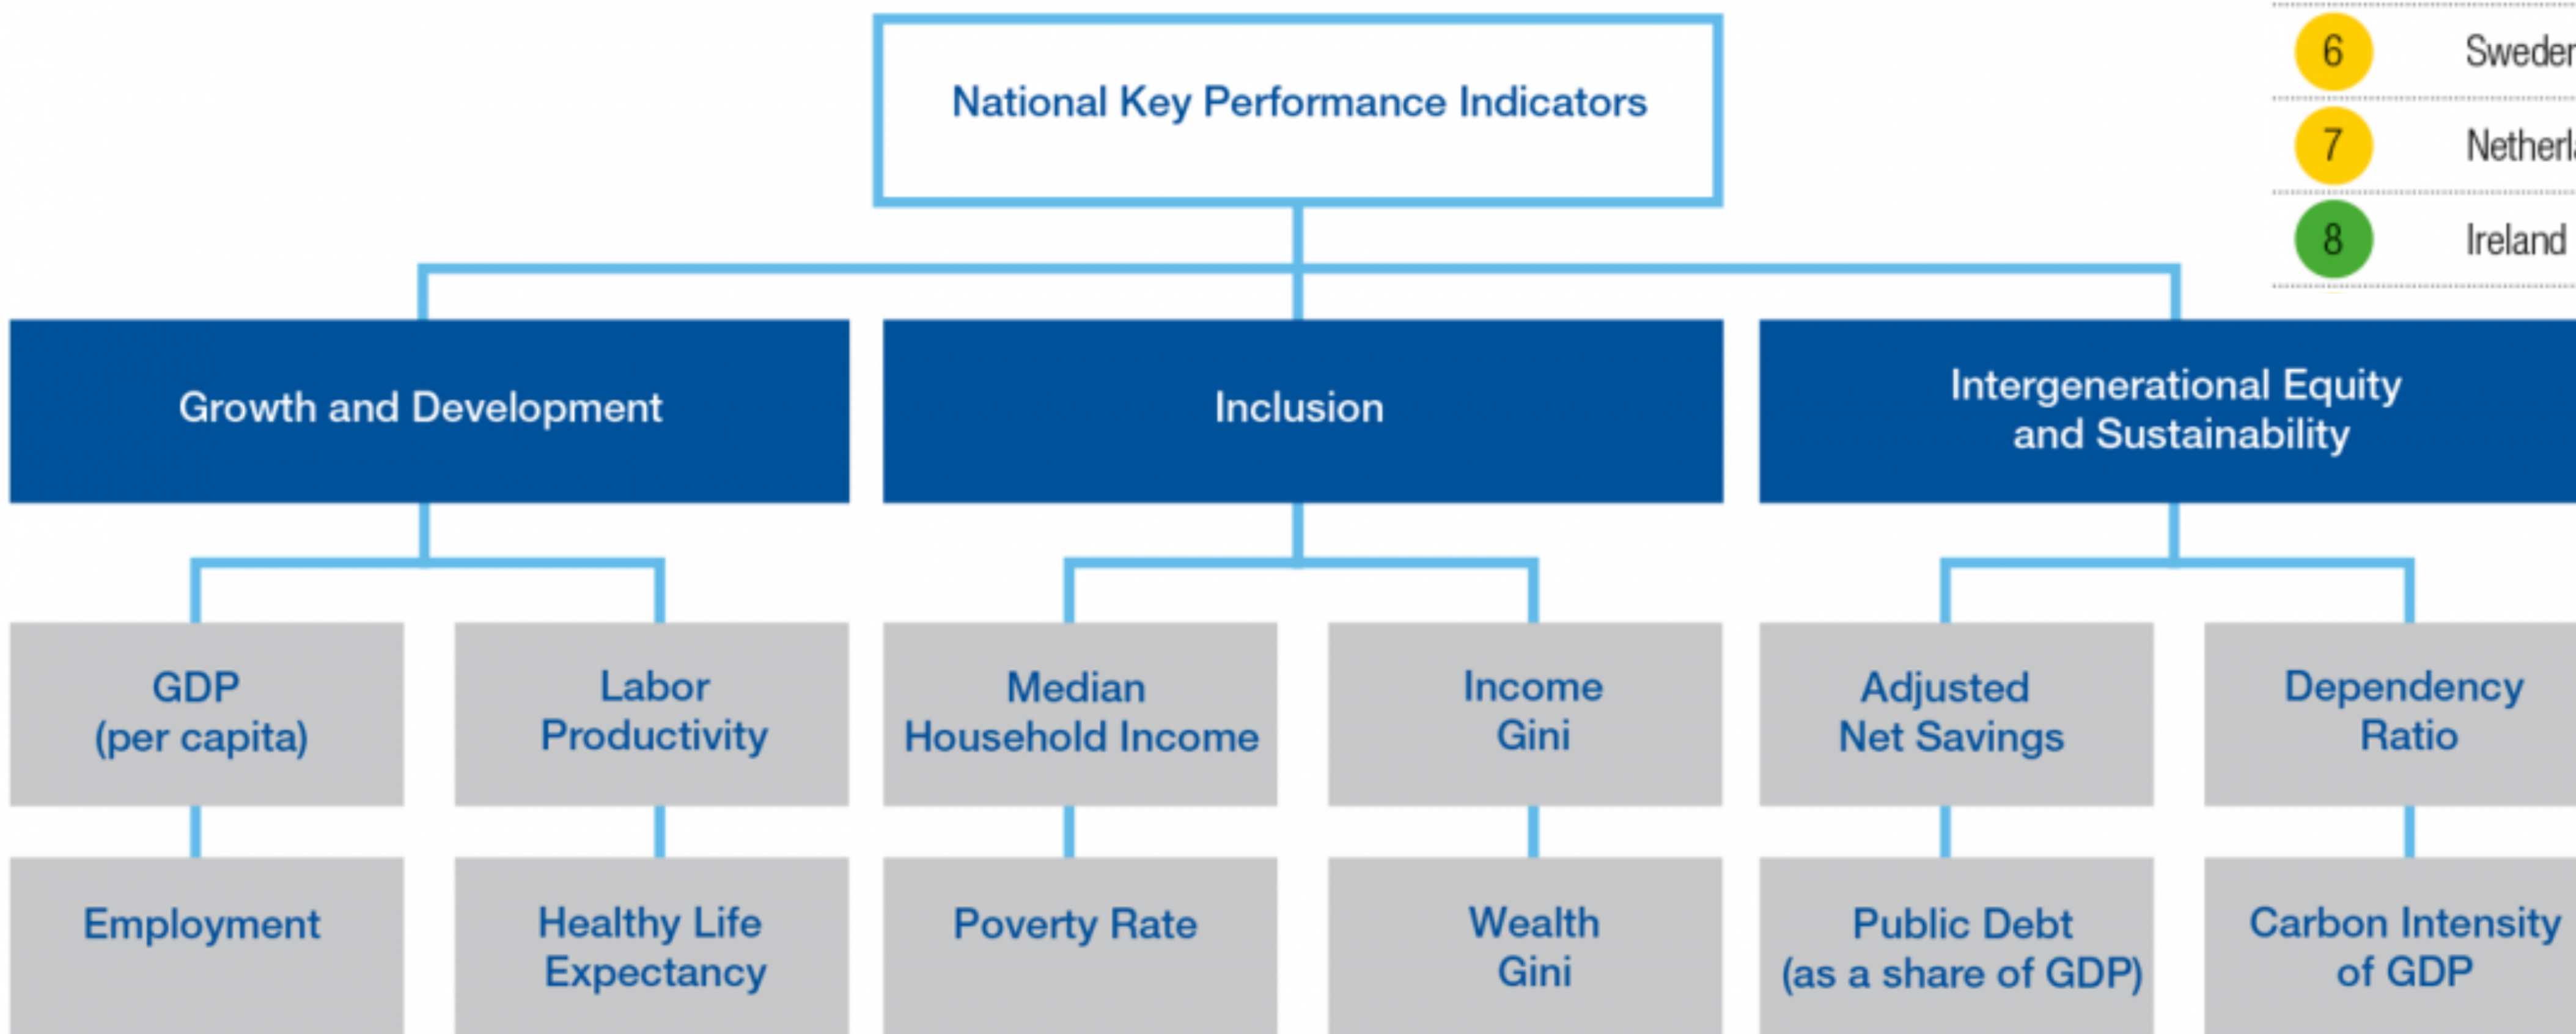 National Key Performance Indicators
6
7
8 Ireland
Growth and Development
Inclusion
Intergenerational Equity
and Sustainability
GDP
(per capita)
Labor
Productivity
Median
Household Income
Income
Gini
Adjusted
Net Savings
Dependency
Ratio
Employment
Healthy Life
Expectancy
Poverty Rate
Wealth
Gini
Public Debt
(as a share of GDP)
Carbon Intensity
of GDP